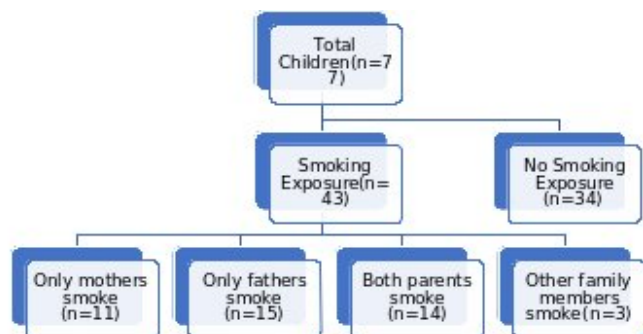 Total
Children(n=7
7)
Smoking
Exposure(n=
43)
No Smoking
Exposure
(n=34)
Only mothers
smoke
(n=11)
Only fathers
smoke
(n=15)
Both parents
smoke
(n=14)
Other family
members
smoke(n=3)